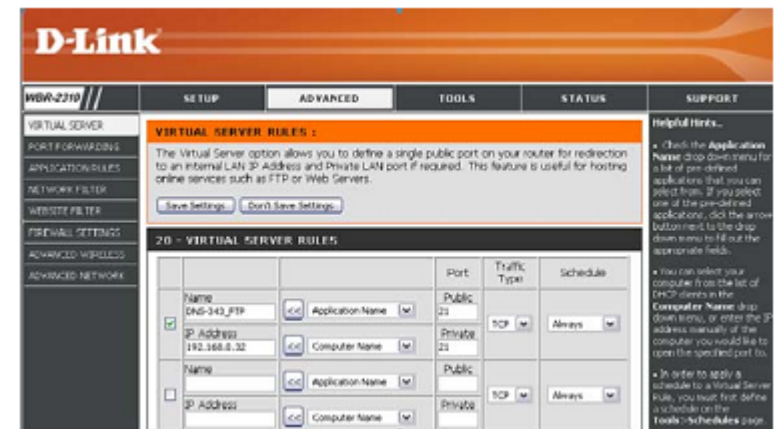 D-Link
WBR-2310
SETUP
ADVANCED
TOOLS
STATUS
SUPPORT
VIRTUAL SERVER
PORT FORWARDING
APPLICATION RULES
NETWORK FILTER
WEBSITE FILTER
FIREWALL SETTINGS
ADVANCED WIRELESS
ADVANCED NETWORK
VIRTUAL SERVER RULES :
The Virtual Server option allows you to define a single public port on your router for redirection
to an internal LAN IP Address and Private LAN port if required. This feature is useful for hosting
online services such as FTP or Web Servers.
Save Settings Don't Save Settings
20 - VIRTUAL SERVER RULES
Port Traffic Type Schedule
Name
DNS-343_FTP
<< Application Name
Public
21
TCP
Always
IP Address
192.168.0.32
<< Computer Name
Private
21
Name
<< Application Name
Public
TCP
Always
IP Address
<< Computer Name
Private
Helpful Hints..
• Check the Application
Name drop down menu for
a list of pre-defined
applications that you can
select from. If you select
one of the pre-defined
applications, click the arrow
button next to the drop
down menu to fill out the
appropriate fields.
• You can select your
computer from the list of
DHCP clients in the
Computer Name drop
down menu, or enter the IP
address manually of the
computer you would like to
open the specified port to.
• In order to apply a
schedule to a Virtual Server
Rule, you must first define
a schedule on the
Tools > Schedules page